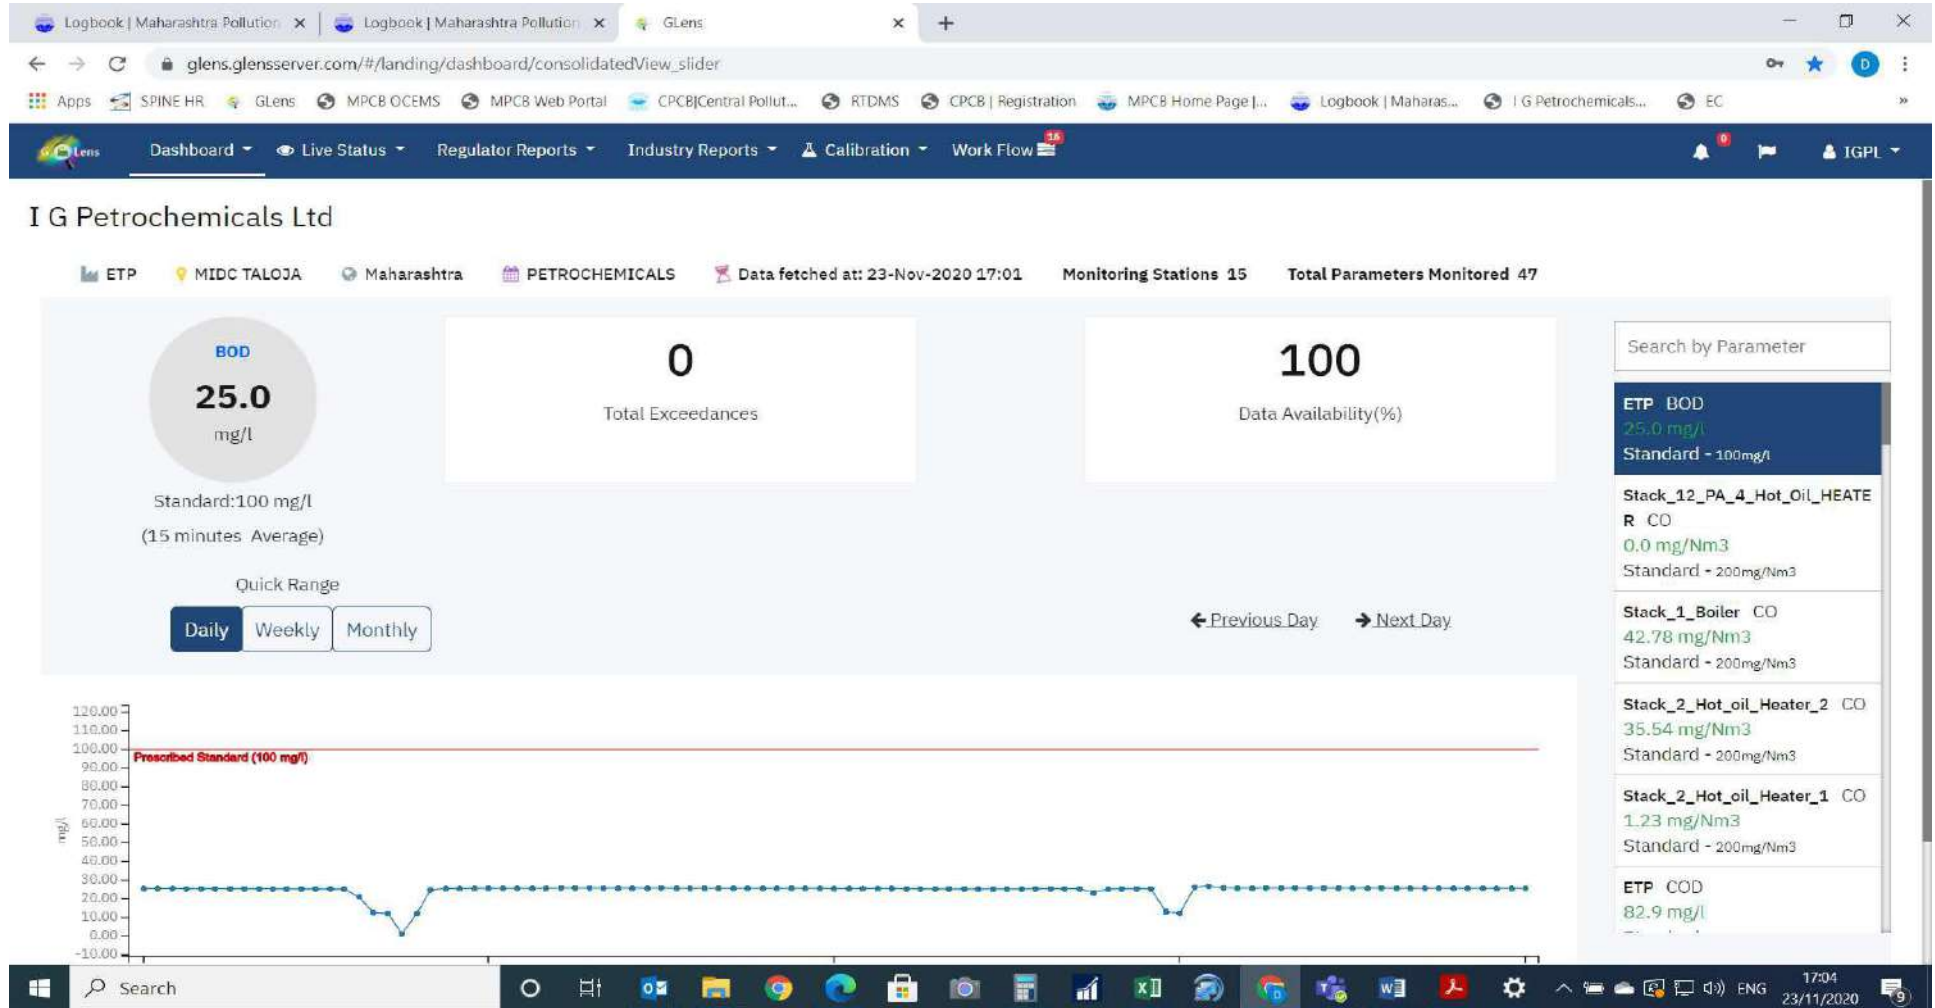 Logbook | Maharashtra Pollution
Logbook | Maharashtra Pollution
GLens
glens.glensserver.com/#/landing/dashboard/consolidatedView_slider
D
Apps SPINE HR GLens MPCB OCEMS MPCB Web Portal CPCB|Central Pollut... RTDMS CPCB | Registration MPCB Home Page |... Logbook | Maharas... I G Petrochemicals... EC »
GLens Dashboard Live Status Regulator Reports Industry Reports Calibration Work Flow 16 0 IGPL
I G Petrochemicals Ltd
ETP MIDC TALOJA Maharashtra PETROCHEMICALS Data fetched at: 23-Nov-2020 17:01 Monitoring Stations 15 Total Parameters Monitored 47
BOD
25.0
mg/l
Standard:100 mg/l
(15 minutes Average)
0
Total Exceedances
100
Data Availability(%)
Quick Range
Daily Weekly Monthly
Previous Day Next Day
120.00
110.00
100.00
90.00
80.00
70.00
60.00
50.00
40.00
30.00
20.00
10.00
0.00
-10.00
mg/l
Prescribed Standard (100 mg/l)
Search by Parameter
ETP BOD
25.0 mg/l
Standard - 100mg/l
Stack_12_PA_4_Hot_Oil_HEATE
R CO
0.0 mg/Nm3
Standard - 200mg/Nm3
Stack_1_Boiler CO
42.78 mg/Nm3
Standard - 200mg/Nm3
Stack_2_Hot_oil_Heater_2 CO
35.54 mg/Nm3
Standard - 200mg/Nm3
Stack_2_Hot_oil_Heater_1 CO
1.23 mg/Nm3
Standard - 200mg/Nm3
ETP COD
82.9 mg/l
Search
ENG
17:04
23/11/2020
9